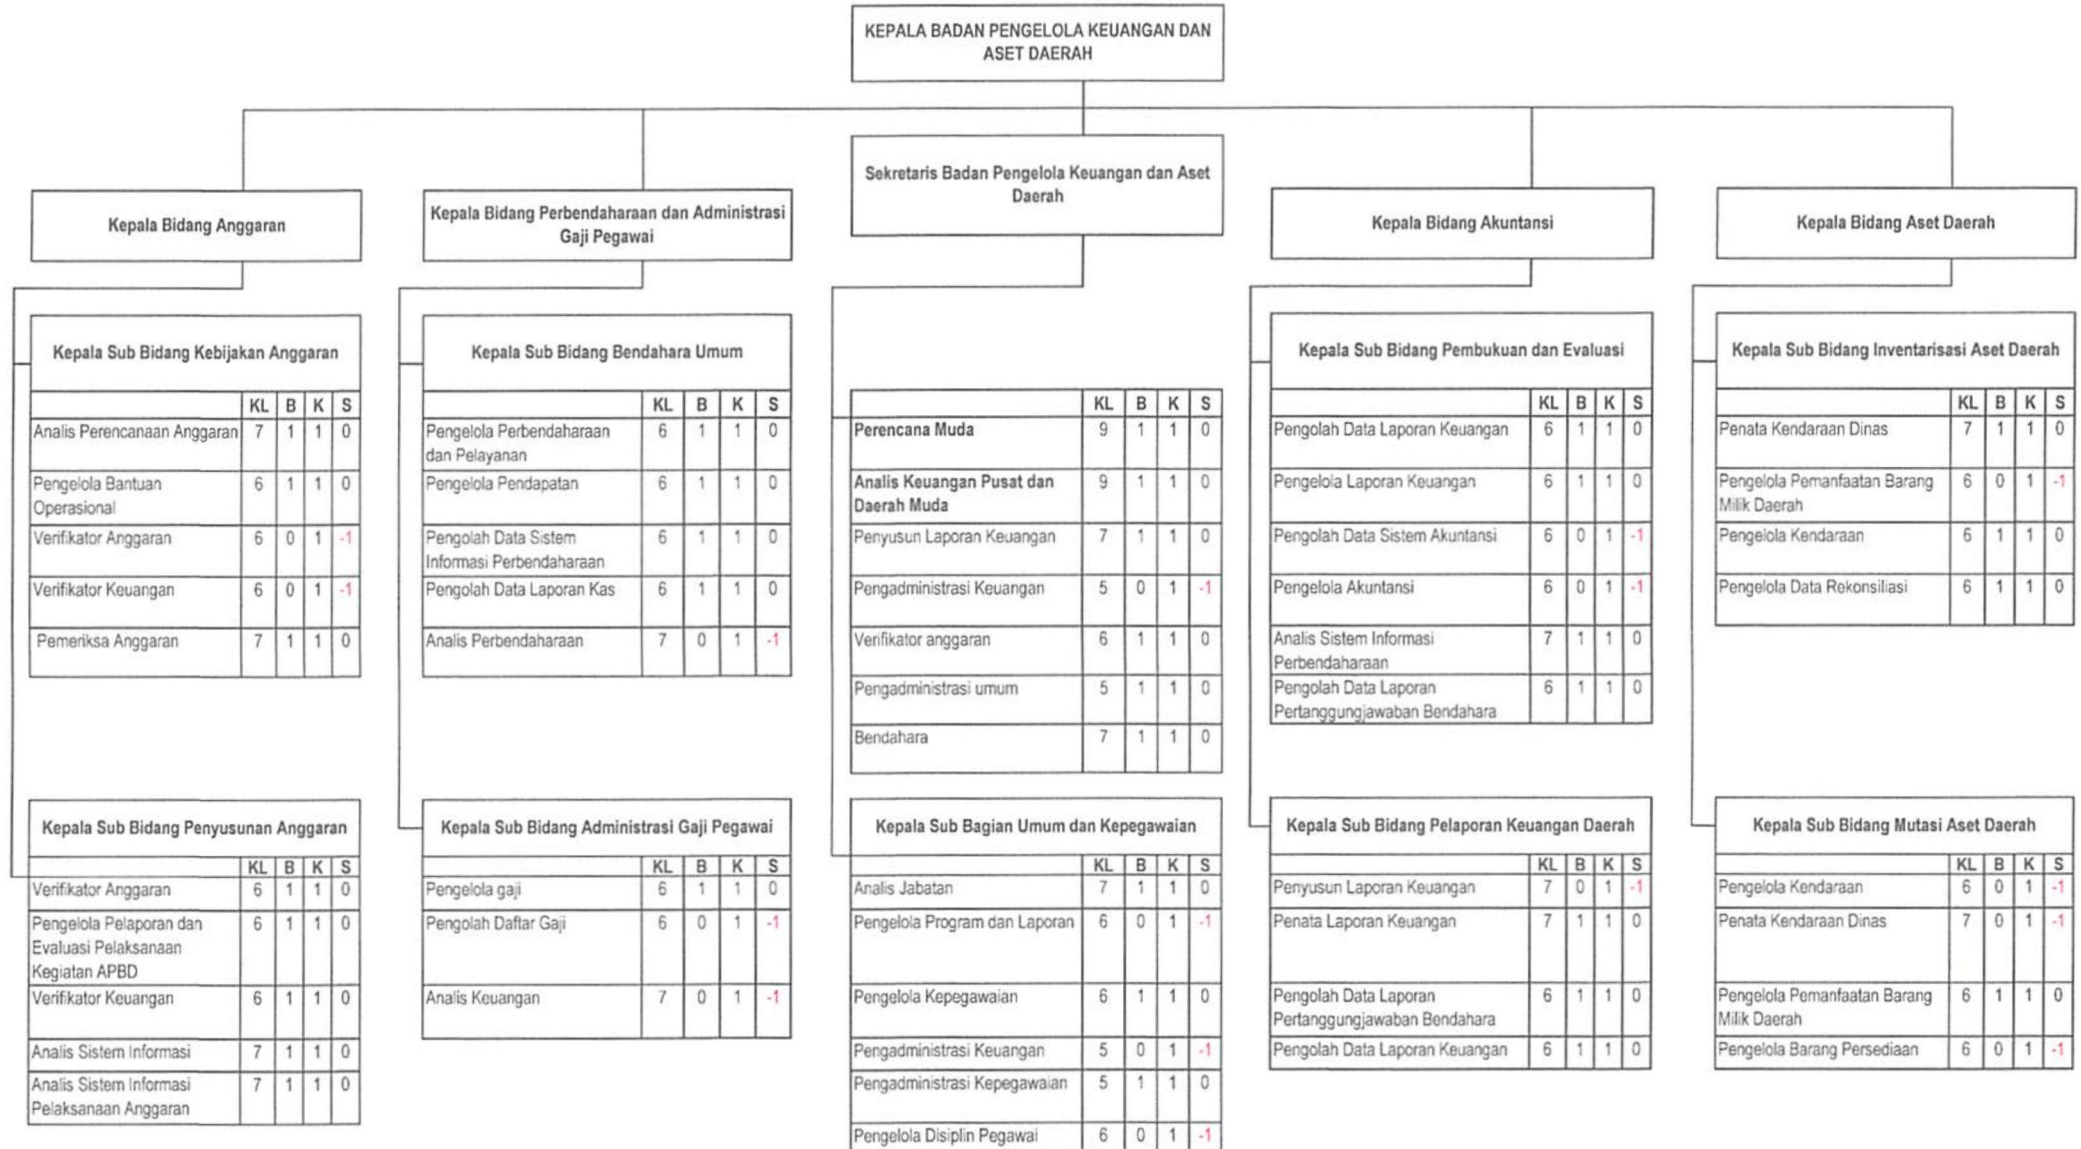 KEPALA BADAN PENGELOLA KEUANGAN DAN
ASET DAERAH
Sekretaris Badan Pengelola Keuangan dan Aset
Daerah
Kepala Bidang Anggaran
Kepala Sub Bidang Kebijakan Anggaran
KL B K S
Analis Perencanaan Anggaran 7 1 1 0
Pengelola Bantuan 6 1 1 0
Operasional
Verifikator Anggaran 6 0 1 -1
Verifikator Keuangan 6 0 1 -1
Pemeriksa Anggaran 7 1 1 0
Kepala Sub Bidang Penyusunan Anggaran
KL B K S
Verifikator Anggaran 6 1 1 0
Pengelola Pelaporan dan 6 1 1 0
Evaluasi Pelaksanaan
Kegiatan APBD
Verifikator Keuangan 6 1 1 0
Analis Sistem Informasi 7 1 1 0
Analis Sistem Informasi 7 1 1 0
Pelaksanaan Anggaran
Kepala Bidang Perbendaharaan dan Administrasi
Gaji Pegawai
Kepala Sub Bidang Bendahara Umum
KL B K S
Pengelola Perbendaharaan 6 1 1 0
dan Pelayanan
Pengelola Pendapatan 6 1 1 0
Pengolah Data Sistem 6 1 1 0
Informasi Perbendaharaan
Pengolah Data Laporan Kas 6 1 1 0
Analis Perbendaharaan 7 0 1 -1
Kepala Sub Bidang Administrasi Gaji Pegawai
KL B K S
Pengelola gaji 6 1 1 0
Pengolah Daftar Gaji 6 0 1 -1
Analis Keuangan 7 0 1 -1
KL B K S
Perencana Muda 9 1 1 0
Analis Keuangan Pusat dan 9 1 1 0
Daerah Muda
Penyusun Laporan Keuangan 7 1 1 0
Pengadministrasi Keuangan 5 0 1 -1
Verifikator anggaran 6 1 1 0
Pengadministrasi umum 5 1 1 0
Bendahara 7 1 1 0
Kepala Sub Bagian Umum dan Kepegawaian
KL B K S
Analis Jabatan 7 1 1 0
Pengelola Program dan Laporan 6 0 1 -1
Pengelola Kepegawaian 6 1 1 0
Pengadministrasi Keuangan 5 0 1 -1
Pengadministrasi Kepegawaian 5 1 1 0
Pengelola Disiplin Pegawai 6 0 1 -1
Kepala Bidang Akuntansi
Kepala Sub Bidang Pembukuan dan Evaluasi
KL B K S
Pengolah Data Laporan Keuangan 6 1 1 0
Pengelola Laporan Keuangan 6 1 1 0
Pengolah Data Sistem Akuntansi 6 0 1 -1
Pengelola Akuntansi 6 0 1 -1
Analis Sistem Informasi 7 1 1 0
Perbendaharaan
Pengolah Data Laporan 6 1 1 0
Pertanggungjawaban Bendahara
Kepala Sub Bidang Pelaporan Keuangan Daerah
KL B K S
Penyusun Laporan Keuangan 7 0 1 -1
Penata Laporan Keuangan 7 1 1 0
Pengolah Data Laporan 6 1 1 0
Pertanggungjawaban Bendahara
Pengolah Data Laporan Keuangan 6 1 1 0
Kepala Bidang Aset Daerah
Kepala Sub Bidang Inventarisasi Aset Daerah
KL B K S
Penata Kendaraan Dinas 7 1 1 0
Pengelola Pemanfaatan Barang 6 0 1 -1
Milik Daerah
Pengelola Kendaraan 6 1 1 0
Pengelola Data Rekonsiliasi 6 1 1 0
Kepala Sub Bidang Mutasi Aset Daerah
KL B K S
Pengelola Kendaraan 6 0 1 -1
Penata Kendaraan Dinas 7 0 1 -1
Pengelola Pemanfaatan Barang 6 1 1 0
Milik Daerah
Pengelola Barang Persediaan 6 0 1 -1